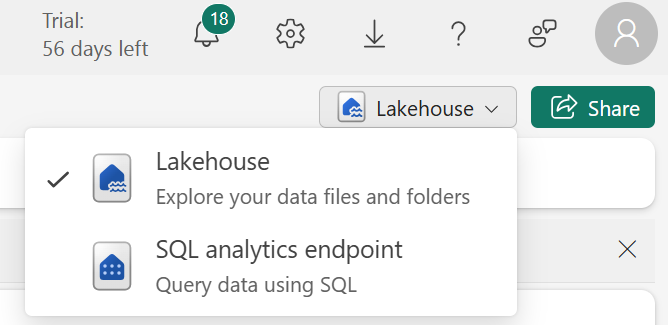 Trial:
56 days left
18
?
Lakehouse
Share
Lakehouse
Explore your data files and folders
SQL analytics endpoint
Query data using SQL